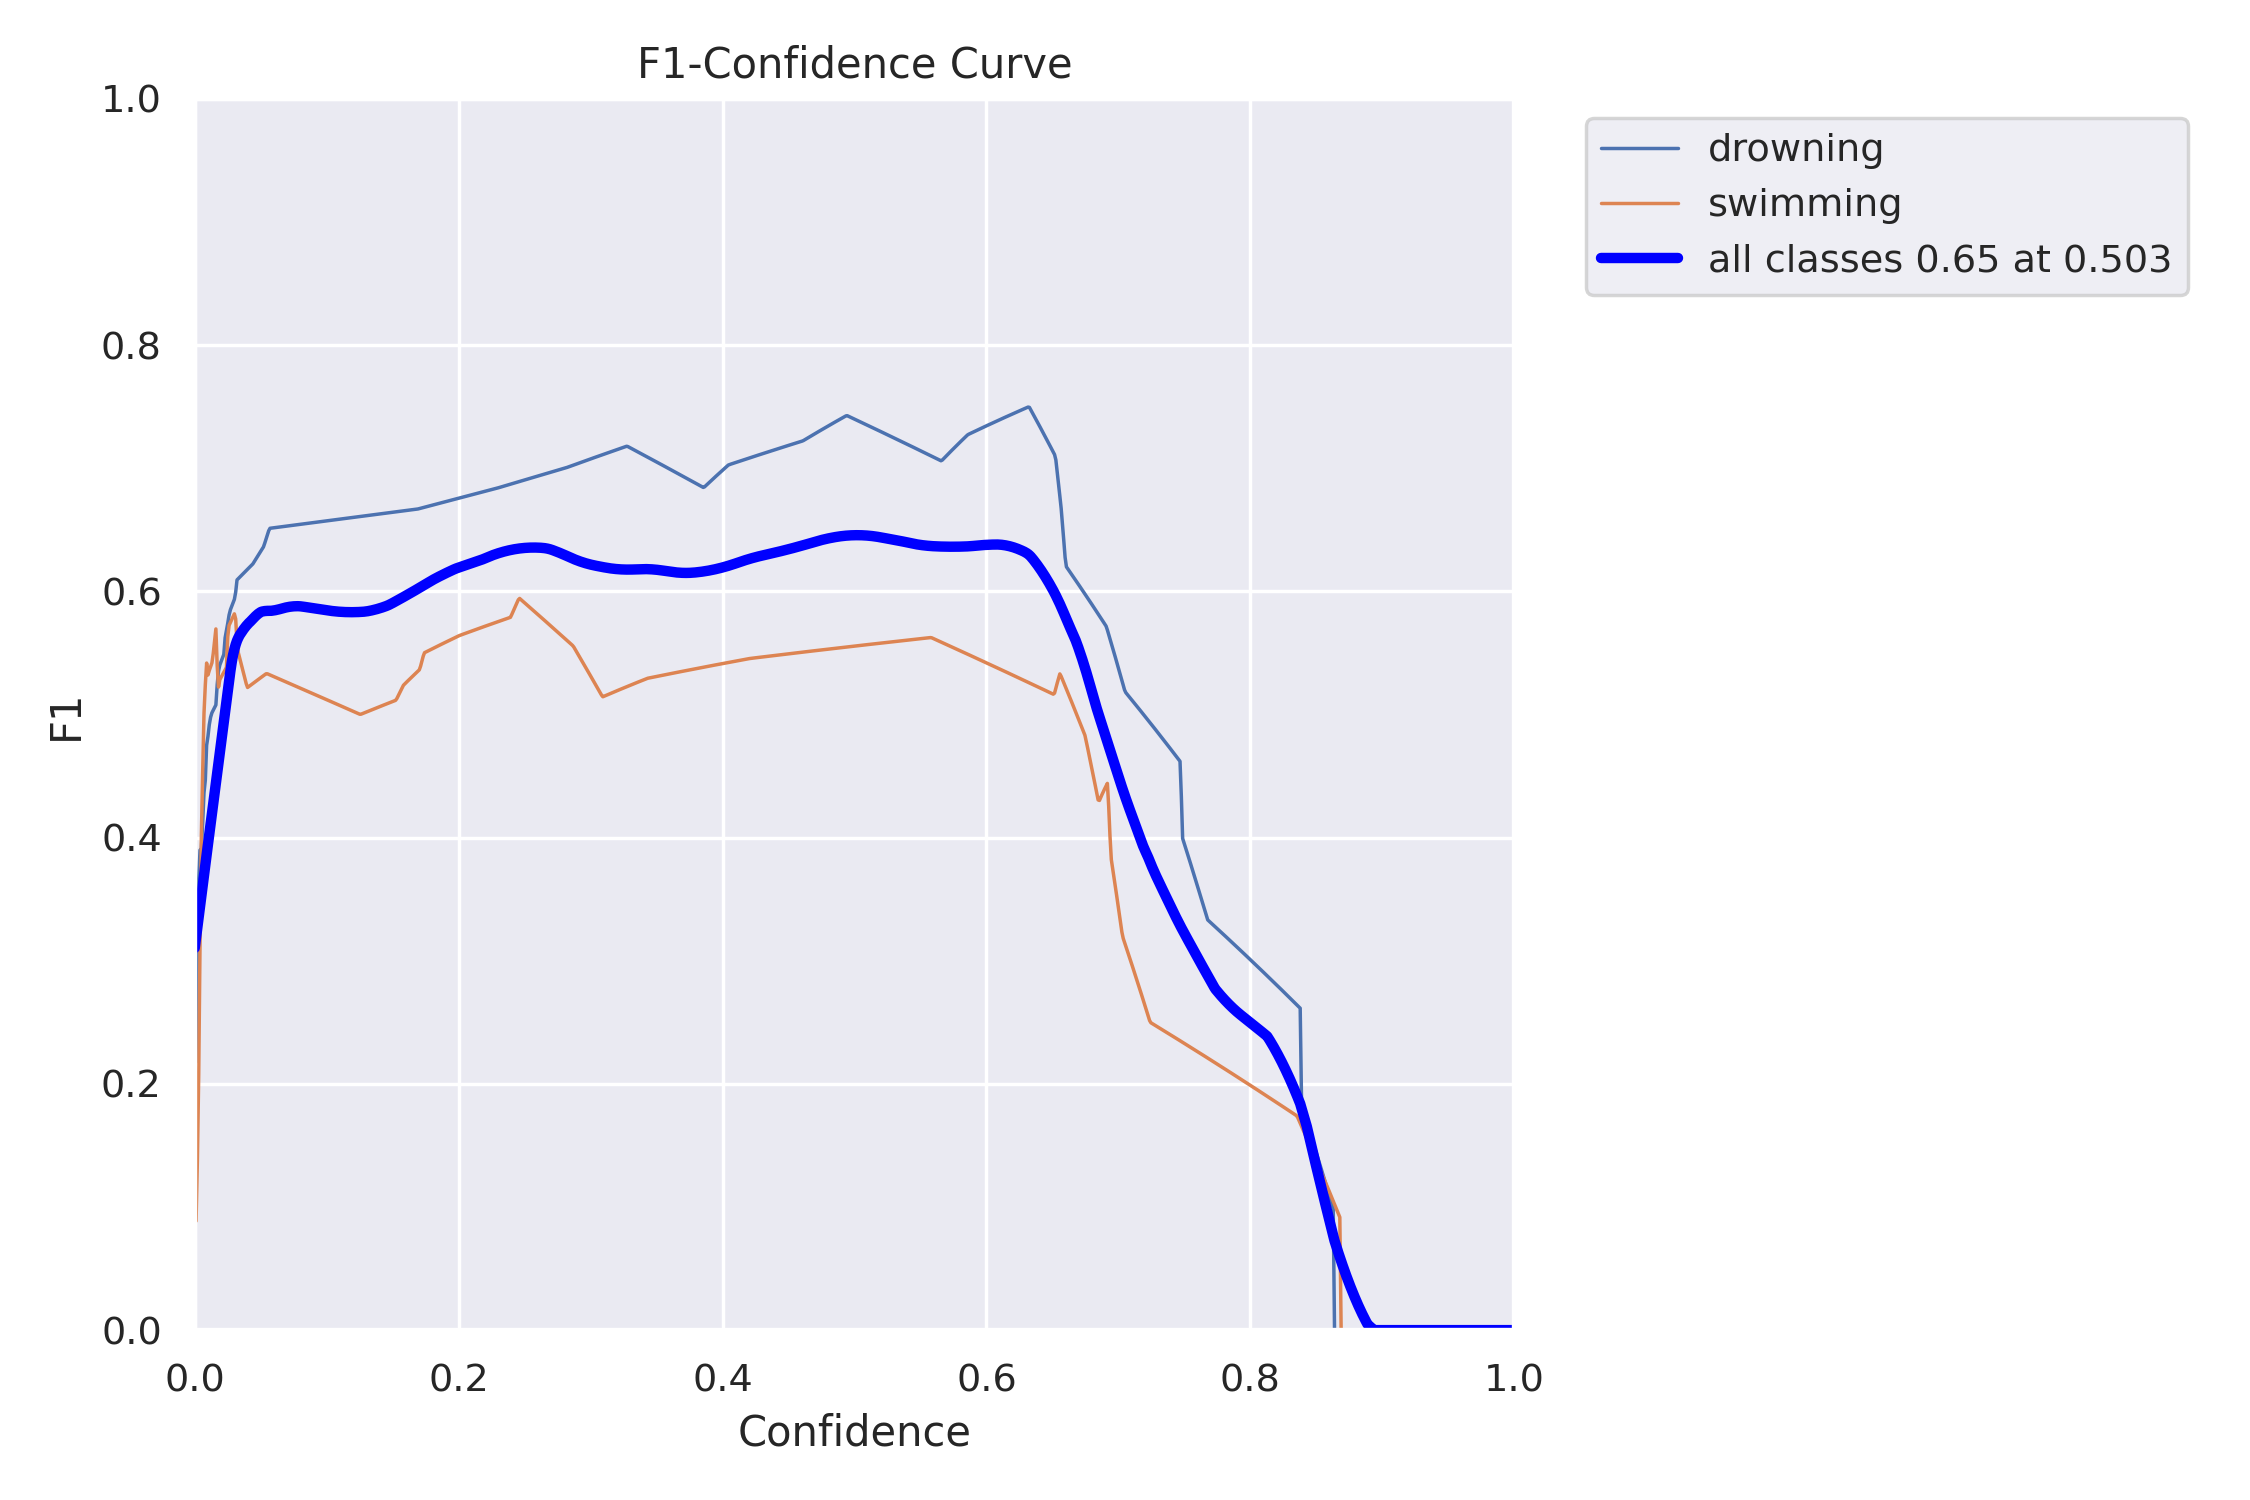 F1-Confidence Curve
1.0
0.8
0.6
0.4
0.2
0.0
F1
0.0 0.2 0.4 0.6 0.8 1.0
Confidence
drowning
swimming
all classes 0.65 at 0.503